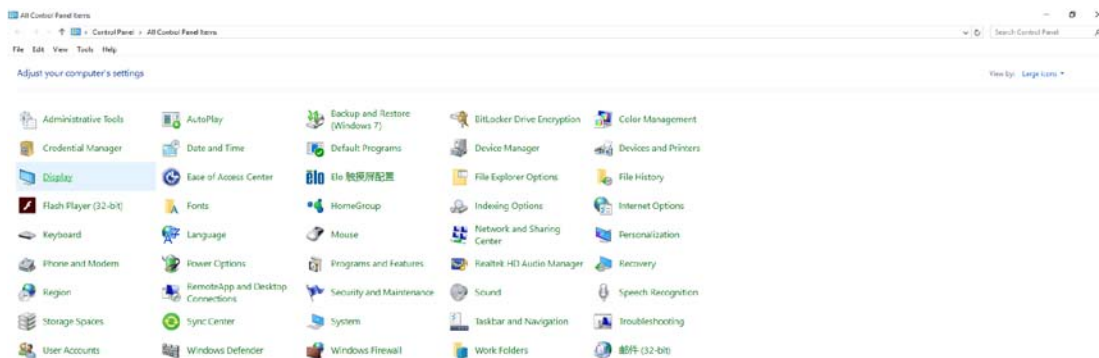 All Control Panel Items
Control Panel › All Control Panel Items
Search Control Panel
File Edit View Tools Help
Adjust your computer's settings
View by: Large icons
Administrative Tools
AutoPlay
Backup and Restore
(Windows 7)
BitLocker Drive Encryption
Color Management
Credential Manager
Date and Time
Default Programs
Device Manager
Devices and Printers
Display
Ease of Access Center
elo Elo 触摸屏配置
File Explorer Options
File History
Flash Player (32-bit)
Fonts
HomeGroup
Indexing Options
Internet Options
Keyboard
Language
Mouse
Network and Sharing
Center
Personalization
Phone and Modem
Power Options
Programs and Features
Realtek HD Audio Manager
Recovery
Region
RemoteApp and Desktop
Connections
Security and Maintenance
Sound
Speech Recognition
Storage Spaces
Sync Center
System
Taskbar and Navigation
Troubleshooting
User Accounts
Windows Defender
Windows Firewall
Work Folders
邮件 (32-bit)